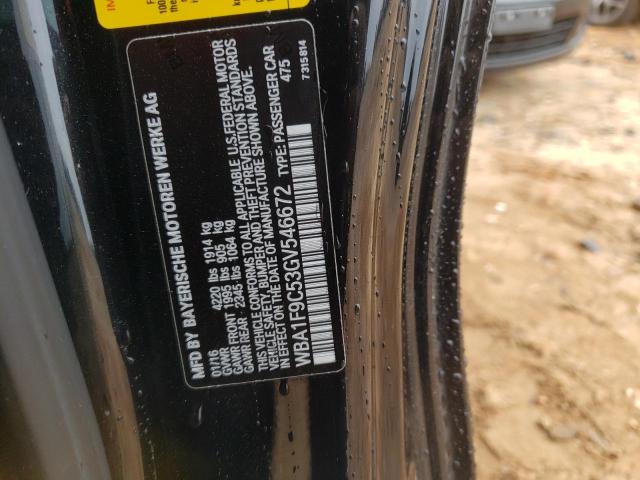 MFD BY BAYERISCHE MOTOREN WERKE AG
01/16 4220 lbs 1914 kg
GVWR
GAWR FRONT 1995 lbs 905 kg
GAWR REAR - 2345 lbs 1064 kg
THIS VEHICLE CONFORMS TO ALL APPLICABLE U.S.FEDERAL MOTOR
VEHICLE SAFETY, BUMPER AND THEFT PREVENTION STANDARDS
IN EFFECT ON THE DATE OF MANUFACTURE SHOWN ABOVE.
WBA1F9C53GV546672 TYPE: PASSENGER CAR
475
7315814